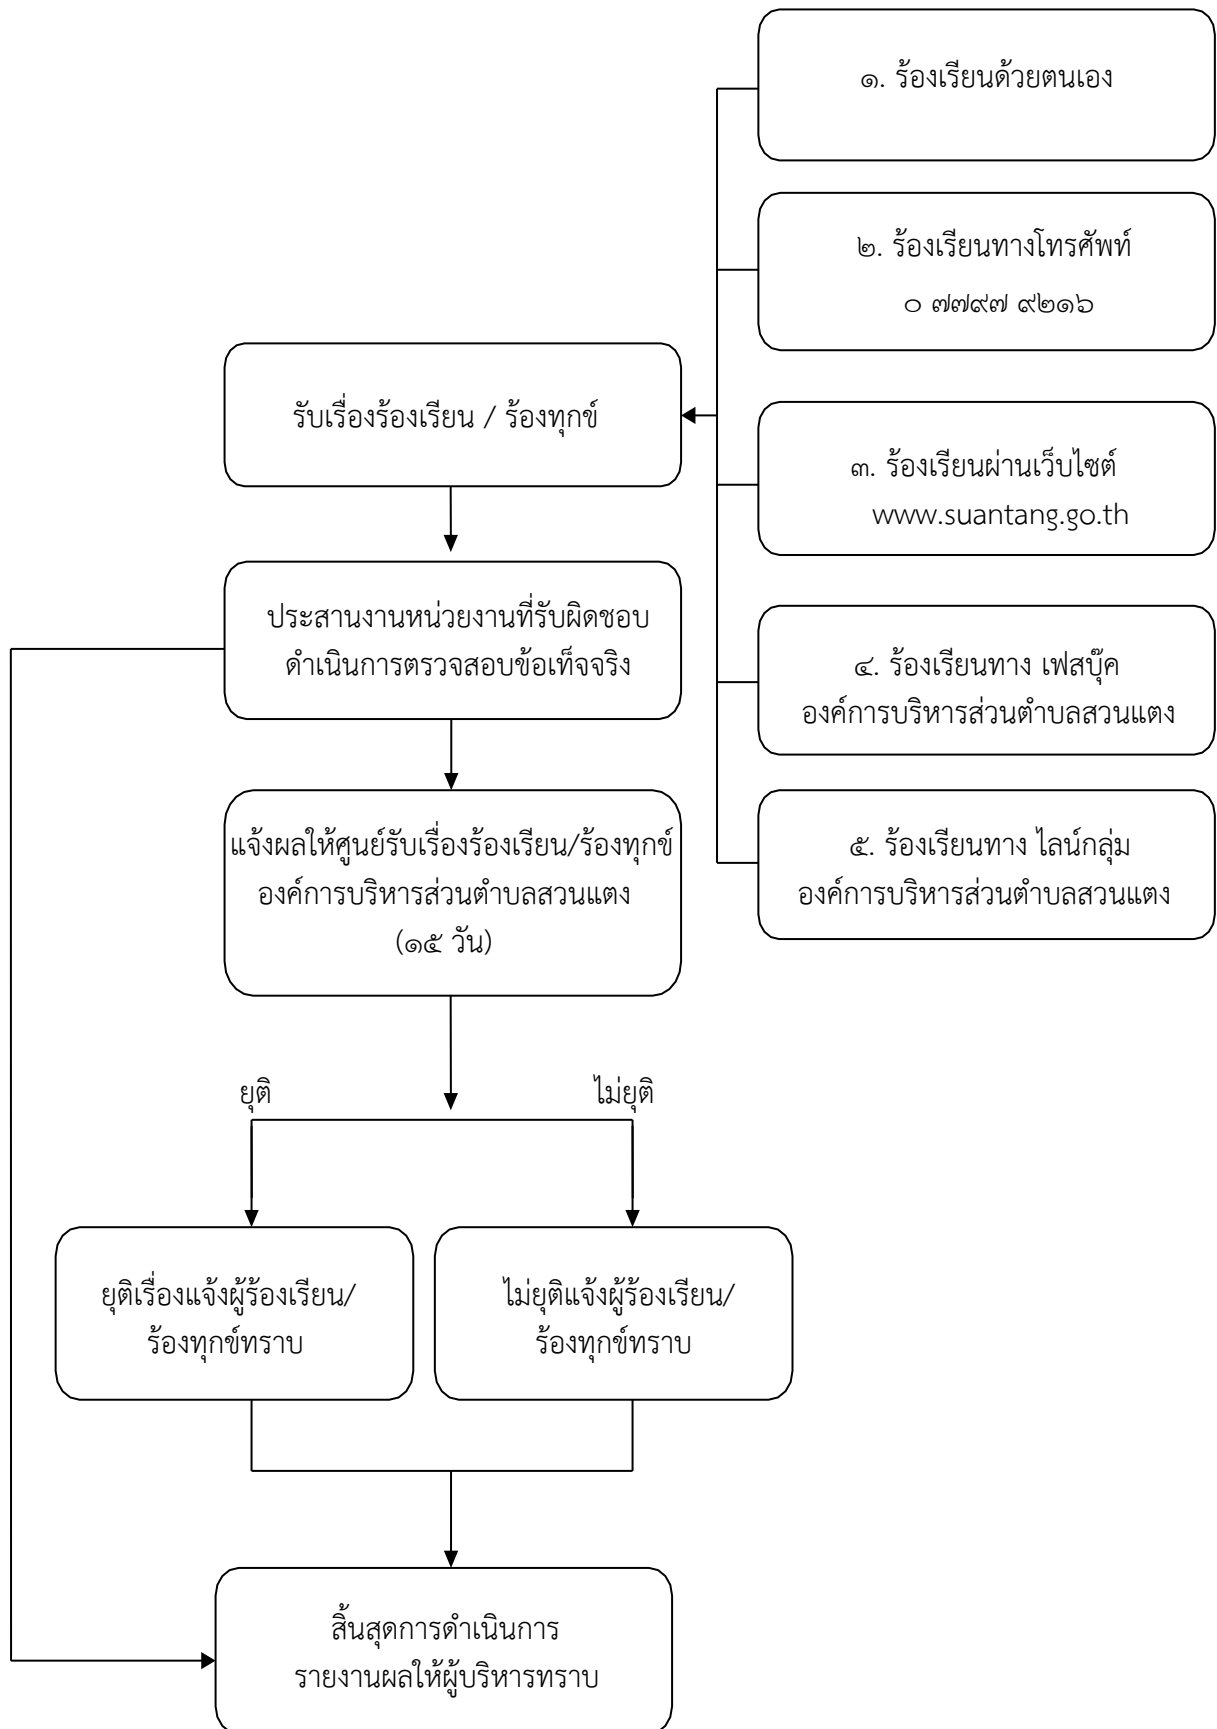 ๑. ร้องเรียนด้วยตนเอง
๒. ร้องเรียนทางโทรศัพท์
๐ ๗๗๙๗ ๙๒๑๖
รับเรื่องร้องเรียน / ร้องทุกข์
๓. ร้องเรียนผ่านเว็บไซต์
www.suantang.go.th
ประสานงานหน่วยงานที่รับผิดชอบ
ดำเนินการตรวจสอบข้อเท็จจริง
๔. ร้องเรียนทาง เฟสบุ๊ค
องค์การบริหารส่วนตำบลสวนแตง
แจ้งผลให้ศูนย์รับเรื่องร้องเรียน/ร้องทุกข์
องค์การบริหารส่วนตำบลสวนแตง
(๑๕ วัน)
๕. ร้องเรียนทาง ไลน์กลุ่ม
องค์การบริหารส่วนตำบลสวนแตง
ยุติ
ไม่ยุติ
ยุติเรื่องแจ้งผู้ร้องเรียน/
ร้องทุกข์ทราบ
ไม่ยุติแจ้งผู้ร้องเรียน/
ร้องทุกข์ทราบ
สิ้นสุดการดำเนินการ
รายงานผลให้ผู้บริหารทราบ